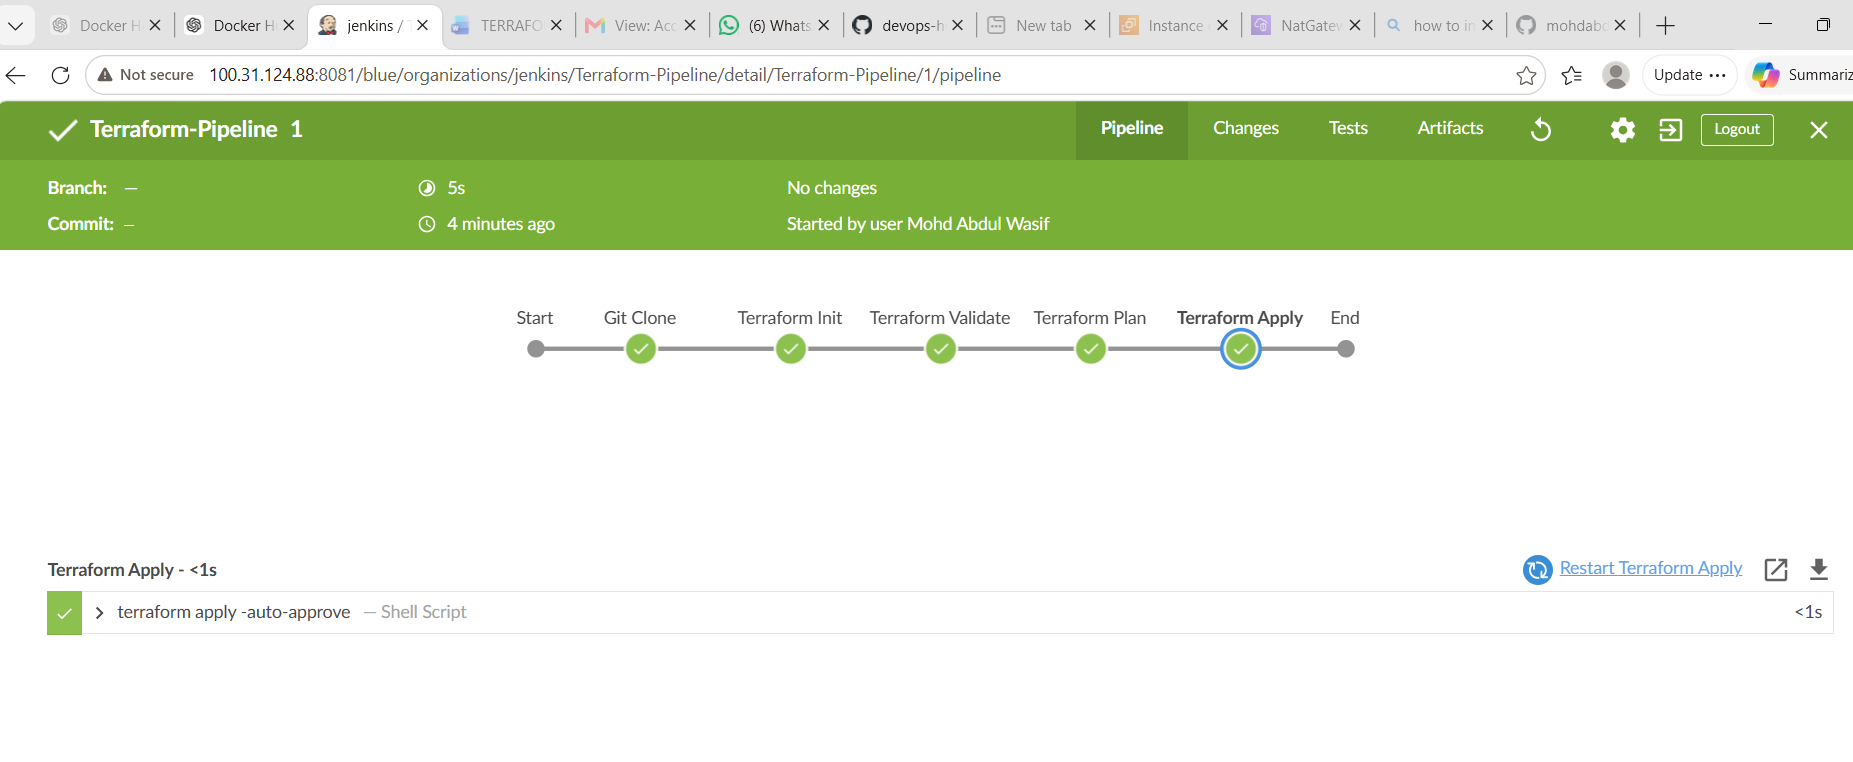 Docker H
Docker H
jenkins / T
TERRAFO
View: Acc
(6) Whats
devops-h
New tab
Instance
NatGatew
how to in
mohdabd
Not secure
100.31.124.88:8081/blue/organizations/jenkins/Terraform-Pipeline/detail/Terraform-Pipeline/1/pipeline
Update
Summariz
Terraform-Pipeline 1
Pipeline
Changes
Tests
Artifacts
Logout
Branch: —
5s
No changes
Commit: –
4 minutes ago
Started by user Mohd Abdul Wasif
Start
Git Clone
Terraform Init
Terraform Validate
Terraform Plan
Terraform Apply
End
Terraform Apply - <1s
Restart Terraform Apply
terraform apply -auto-approve — Shell Script
<1s